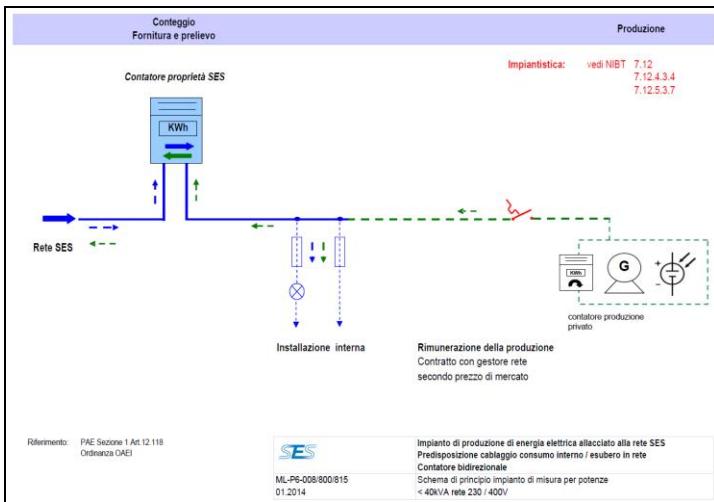 Conteggio
Fornitura e prelievo
Produzione
Impiantistica: vedi NIBT 7.12
7.12.4.3.4
7.12.5.3.7
Contatore proprietà SES
KWh
Rete SES
KWh
G
+
−
contatore produzione
privato
Installazione interna
Rimunerazione della produzione
Contratto con gestore rete
secondo prezzo di mercato
Riferimento: PAE Sezione 1 Art.12.118
Ordinanza OAEI
SES
Impianto di produzione di energia elettrica allacciato alla rete SES
Predisposizione cablaggio consumo interno / esubero in rete
Contatore bidirezionale
ML-P6-008/800/815
Schema di principio impianto di misura per potenze
01.2014
< 40kVA rete 230 / 400V